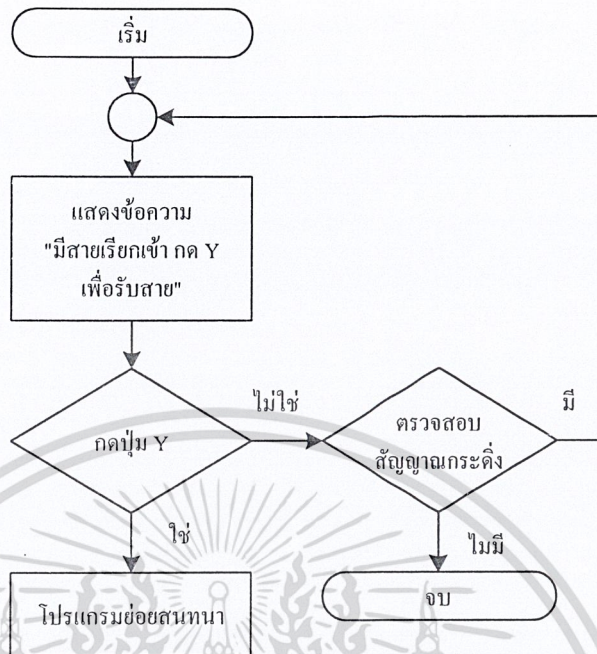 เริ่ม
แสดงข้อความ
"มีสายเรียกเข้า กด Y
เพื่อรับสาย"
กดปุ่ม Y
ไม่ใช่
ตรวจสอบ
สัญญาณกระดิ่ง
มี
ใช่
ไมมี
โปรแกรมย่อยสนทนา
จบ